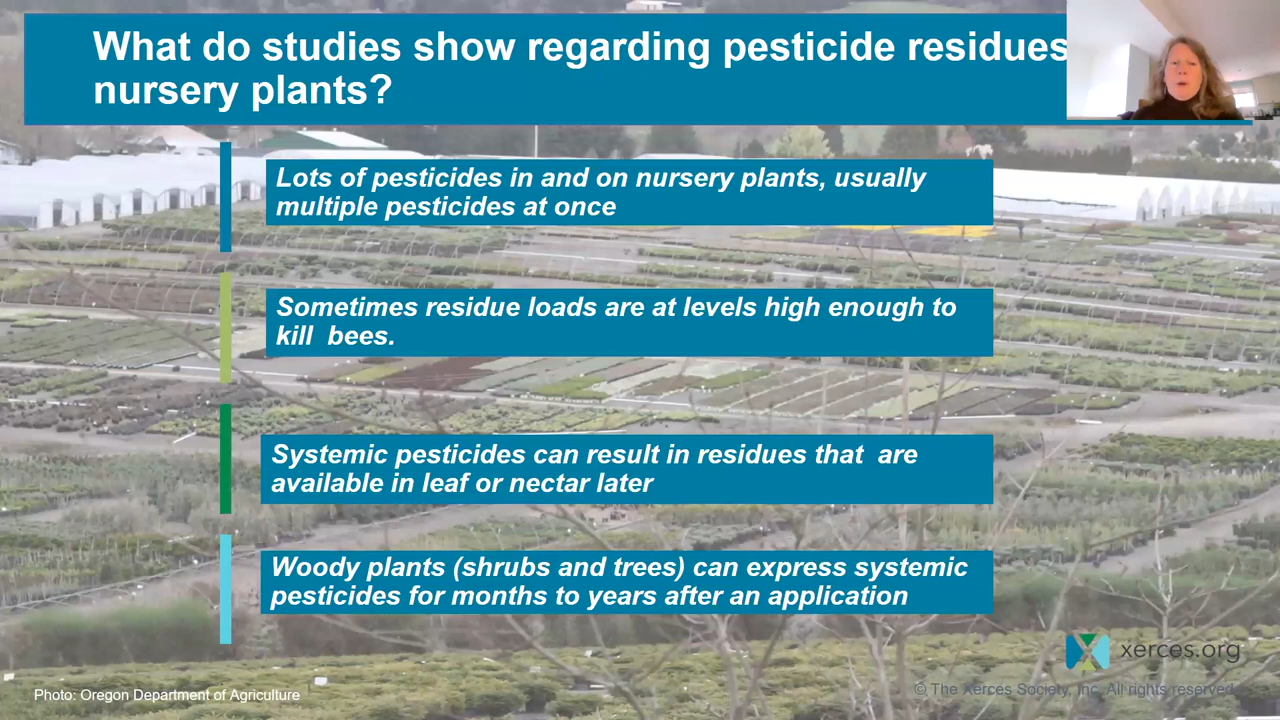 What do studies show regarding pesticide residues
nursery plants?
Lots of pesticides in and on nursery plants, usually
multiple pesticides at once
Sometimes residue loads are at levels high enough to
kill bees.
Systemic pesticides can result in residues that are
available in leaf or nectar later
Woody plants (shrubs and trees) can express systemic
pesticides for months to years after an application
xerces.org
Photo: Oregon Department of Agriculture
© The Xerces Society, Inc. All rights reserved.